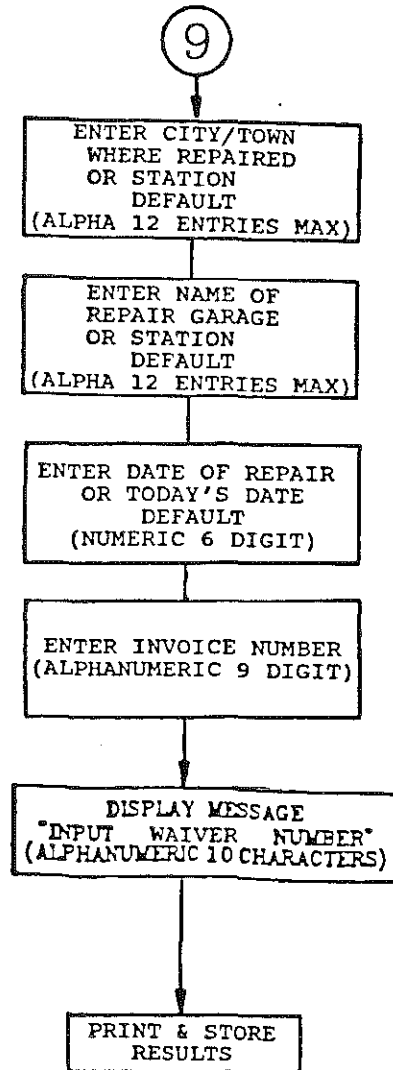 9
ENTER CITY/TOWN
WHERE REPAIRED
OR STATION
DEFAULT
(ALPHA 12 ENTRIES MAX)
ENTER NAME OF
REPAIR GARAGE
OR STATION
DEFAULT
(ALPHA 12 ENTRIES MAX)
ENTER DATE OF REPAIR
OR TODAY'S DATE
DEFAULT
(NUMERIC 6 DIGIT)
ENTER INVOICE NUMBER
(ALPHANUMERIC 9 DIGIT)
DISPLAY MESSAGE
"INPUT WAIVER NUMBER"
(ALPHANUMERIC 10 CHARACTERS)
PRINT & STORE
RESULTS